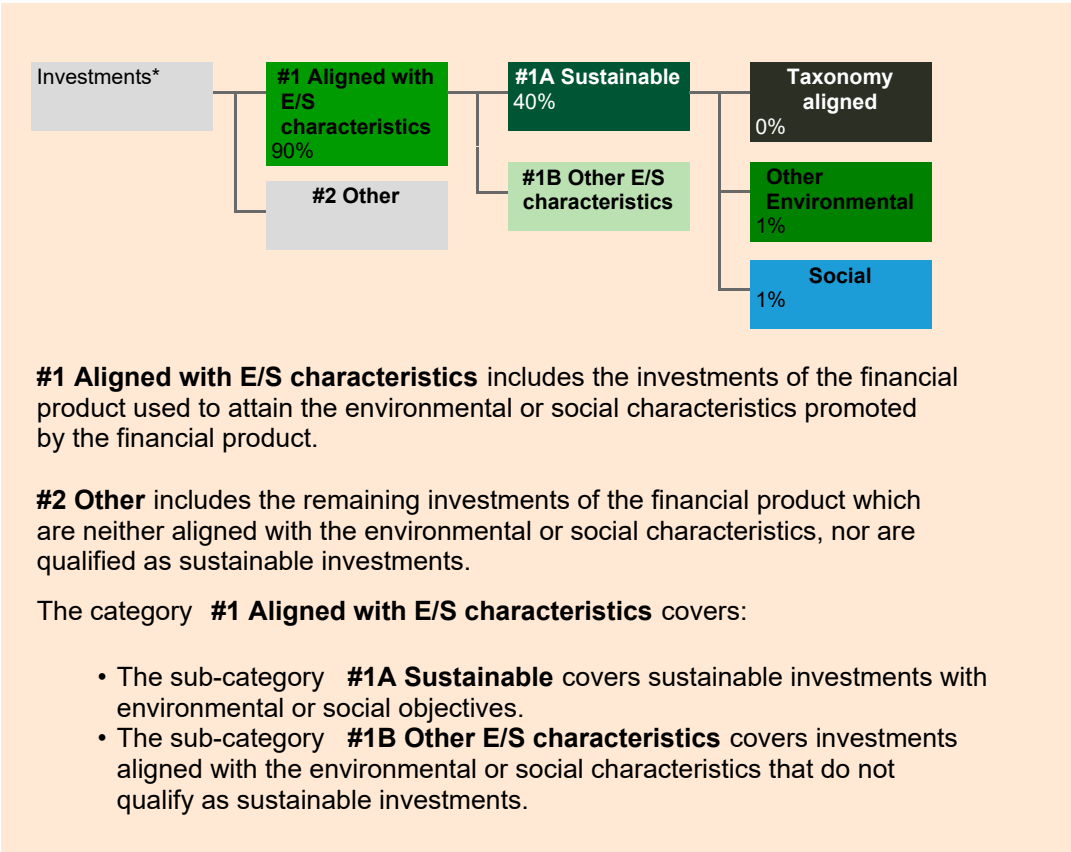 Investments*
#1 Aligned with
E/S
characteristics
90%
#2 Other
#1A Sustainable
40%
#1B Other E/S
characteristics
Taxonomy
aligned
0%
Other
Environmental
1%
Social
1%
#1 Aligned with E/S characteristics includes the investments of the financial
product used to attain the environmental or social characteristics promoted
by the financial product.
#2 Other includes the remaining investments of the financial product which
are neither aligned with the environmental or social characteristics, nor are
qualified as sustainable investments.
The category #1 Aligned with E/S characteristics covers:
• The sub-category #1A Sustainable covers sustainable investments with
environmental or social objectives.
• The sub-category #1B Other E/S characteristics covers investments
aligned with the environmental or social characteristics that do not
qualify as sustainable investments.